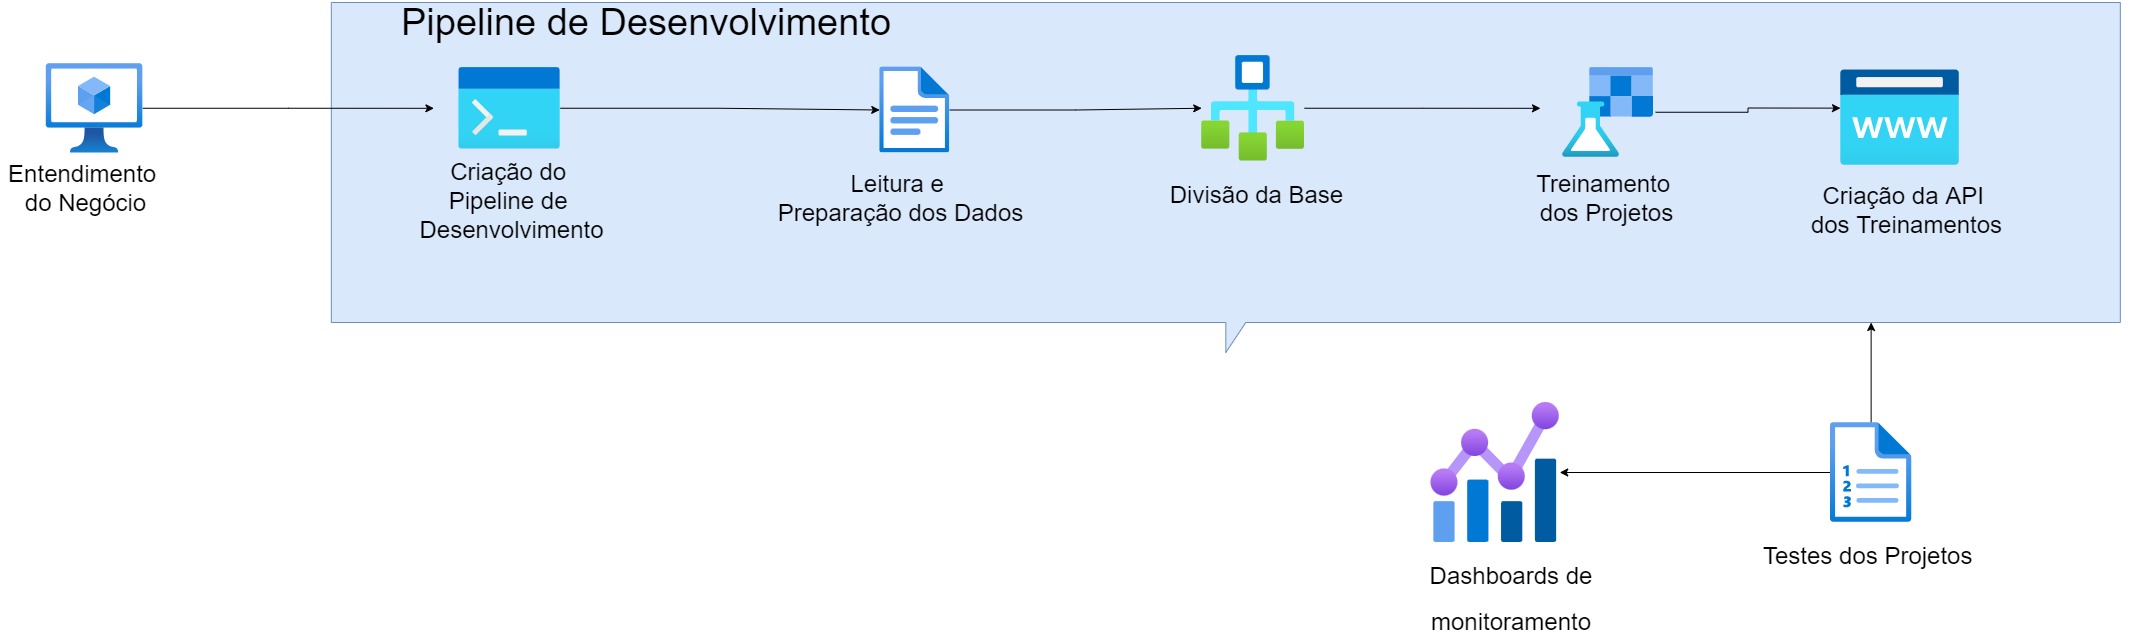 Pipeline de Desenvolvimento
Entendimento
do Negócio
Criação do
Pipeline de
Desenvolvimento
Leitura e
Preparação dos Dados
Divisão da Base
Treinamento
dos Projetos
www
Criação da API
dos Treinamentos
1
2
3
Testes dos Projetos
Dashboards de
monitoramento